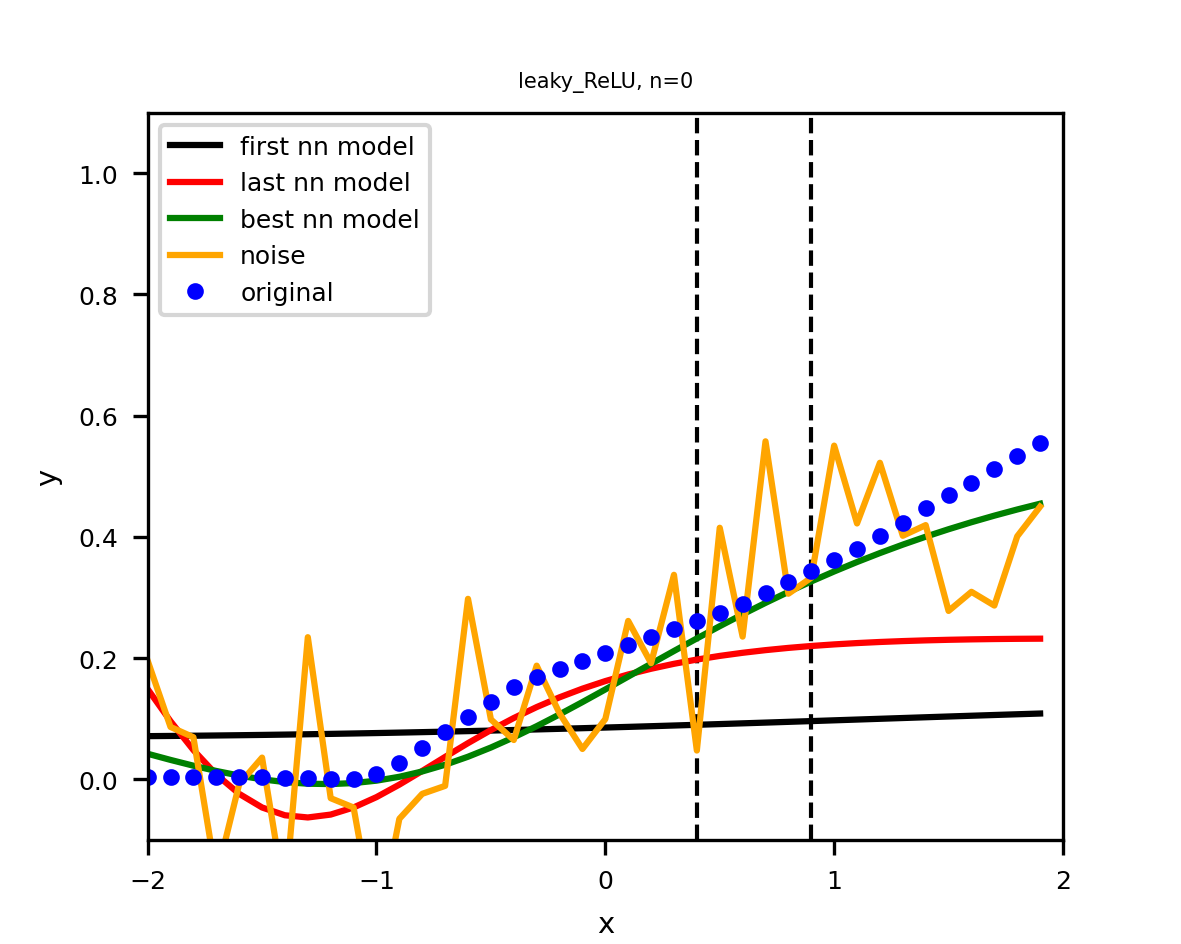 leaky_ReLU, n=0
first nn model
last nn model
best nn model
noise
original
1.0
0.8
0.6
0.4
0.2
0.0
y
−2
−1
0
1
2
x